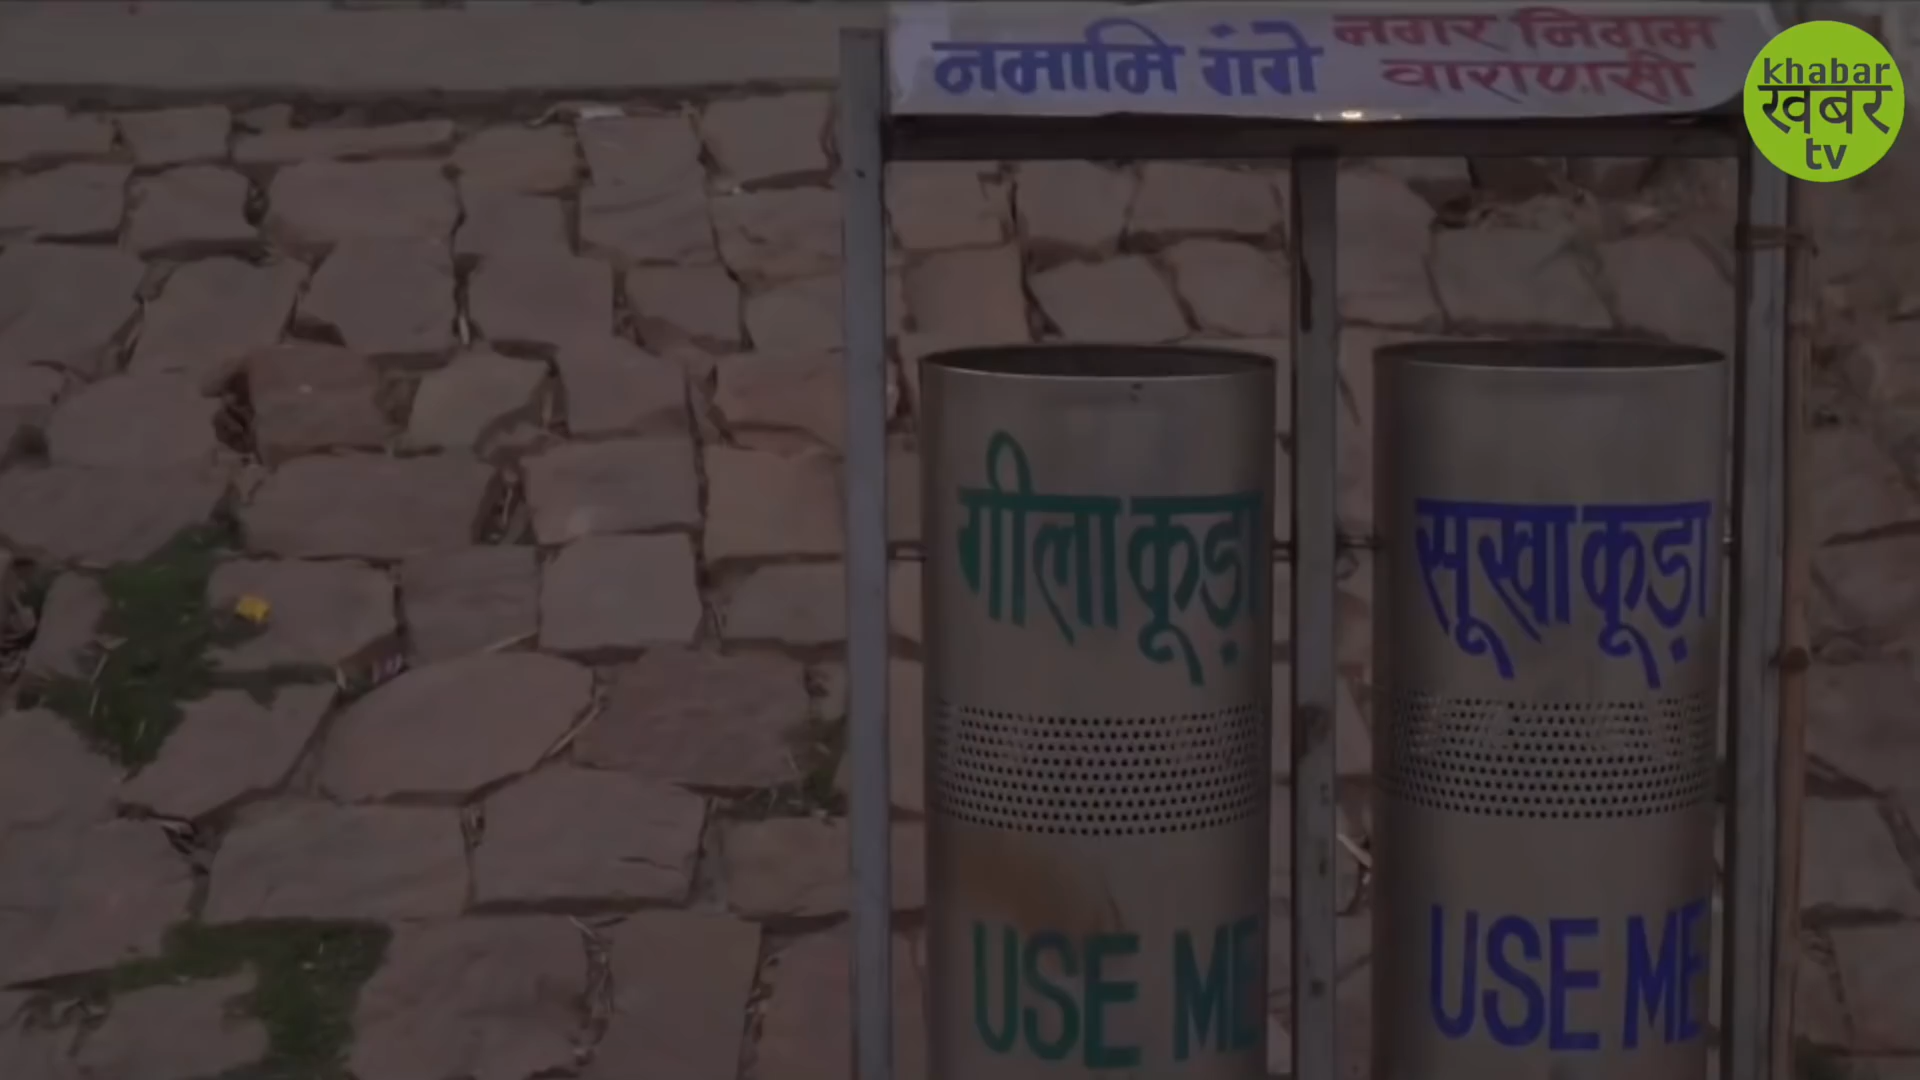 नमामि गंगे
नगर निगम
वाराणसी
khabar
खबर
tv
गीला कूड़ा
USE ME
सूखा कूड़ा
USE ME